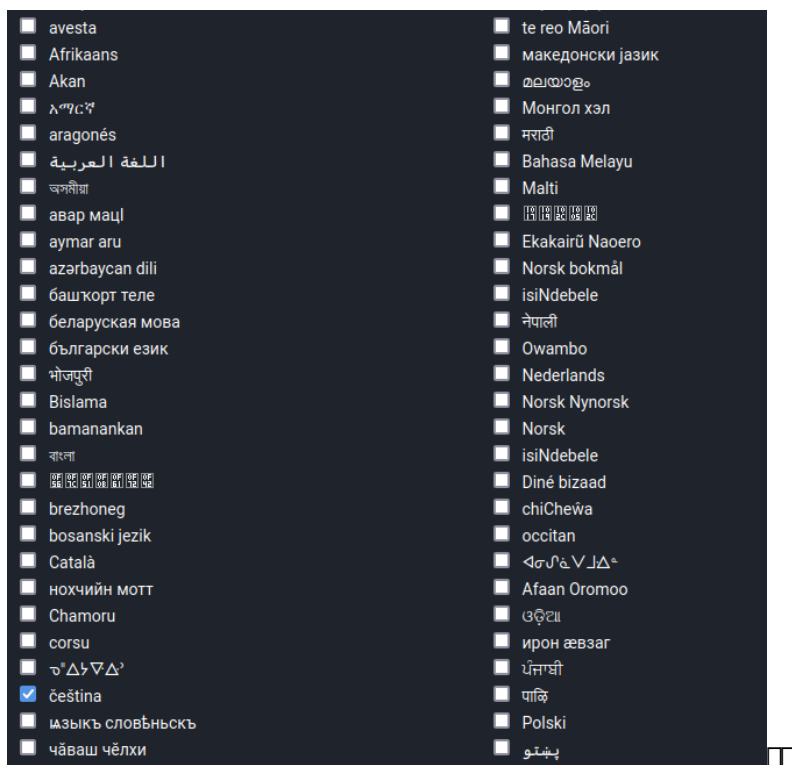 avesta
Afrikaans
Akan
አማርኛ
aragonés
اللغة العربية
অসমীয়া
авар мацӀ
aymar aru
azərbaycan dili
башҡорт теле
беларуская мова
български език
भोजपुरी
Bislama
bamanankan
বাংলা
brezhoneg
bosanski jezik
Català
нохчийн мотт
Chamoru
corsu
ᓀᐦᐃᔭᐍᐏᐣ
čeština
ѩзыкъ словѣньскъ
чӑваш чӗлхи
te reo Māori
македонски јазик
മലയാളം
Монгол хэл
मराठी
Bahasa Melayu
Malti
Ekakairũ Naoero
Norsk bokmål
isiNdebele
नेपाली
Owambo
Nederlands
Norsk Nynorsk
Norsk
isiNdebele
Diné bizaad
chiCheŵa
occitan
ᐊᓂᔑᓈᐯᒧᐎᓐ
Afaan Oromoo
ଓଡ଼ିଆ
ирон æвзаг
ਪੰਜਾਬੀ
पाऴि
Polski
پښتو